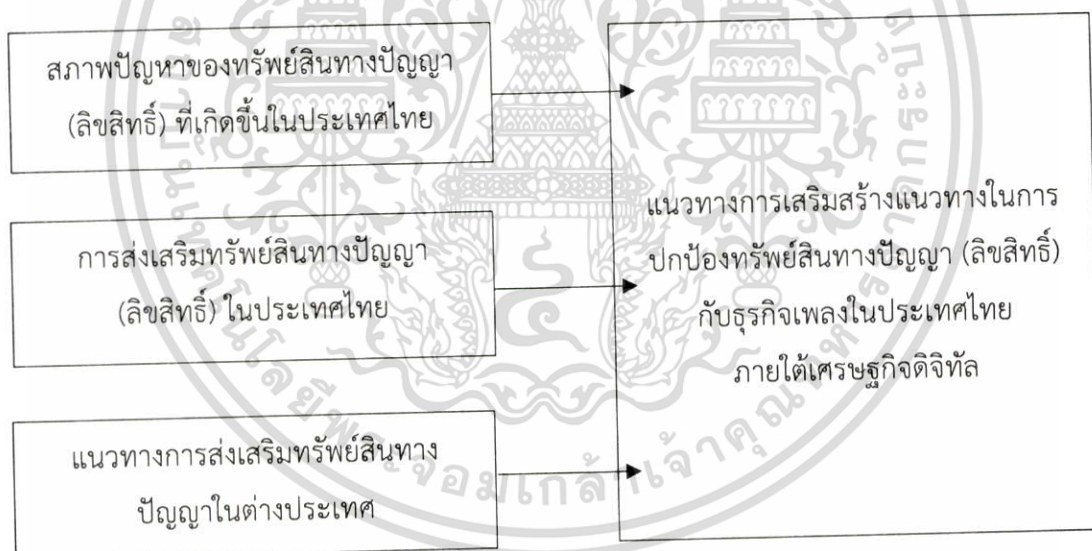 สภาพปัญหาของทรัพย์สินทางปัญญา
(ลิขสิทธิ์) ที่เกิดขึ้นในประเทศไทย
การส่งเสริมทรัพย์สินทางปัญญา
(ลิขสิทธิ์) ในประเทศไทย
แนวทางการส่งเสริมทรัพย์สินทาง
ปัญญาในต่างประเทศ
แนวทางการเสริมสร้างแนวทางในการ
ปกป้องทรัพย์สินทางปัญญา (ลิขสิทธิ์)
กับธุรกิจเพลงในประเทศไทย
ภายใต้เศรษฐกิจดิจิทัล